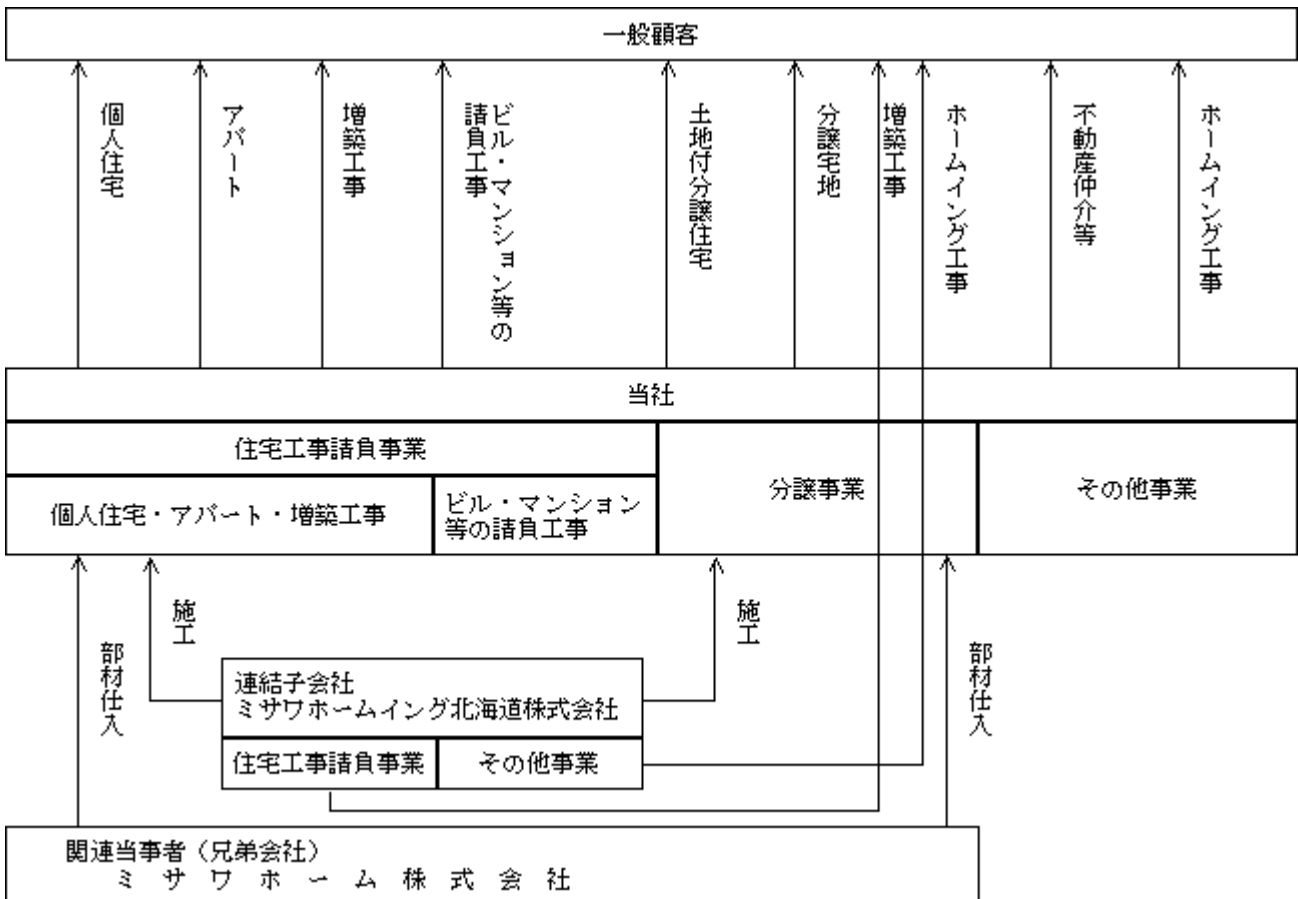 一般顧客
個人住宅
アパート
増築工事
ビル・マンション等の
請負工事
土地付分譲住宅
分譲宅地
増築工事
ホームイング工事
不動産仲介等
ホームイング工事
当社
住宅工事請負事業
分譲事業
その他事業
個人住宅・アパート・増築工事
ビル・マンション
等の請負工事
施工
施工
部材仕入
部材仕入
連結子会社
ミサワホームイング北海道株式会社
住宅工事請負事業
その他事業
関連当事者（兄弟会社）
ミサワホーム株式会社